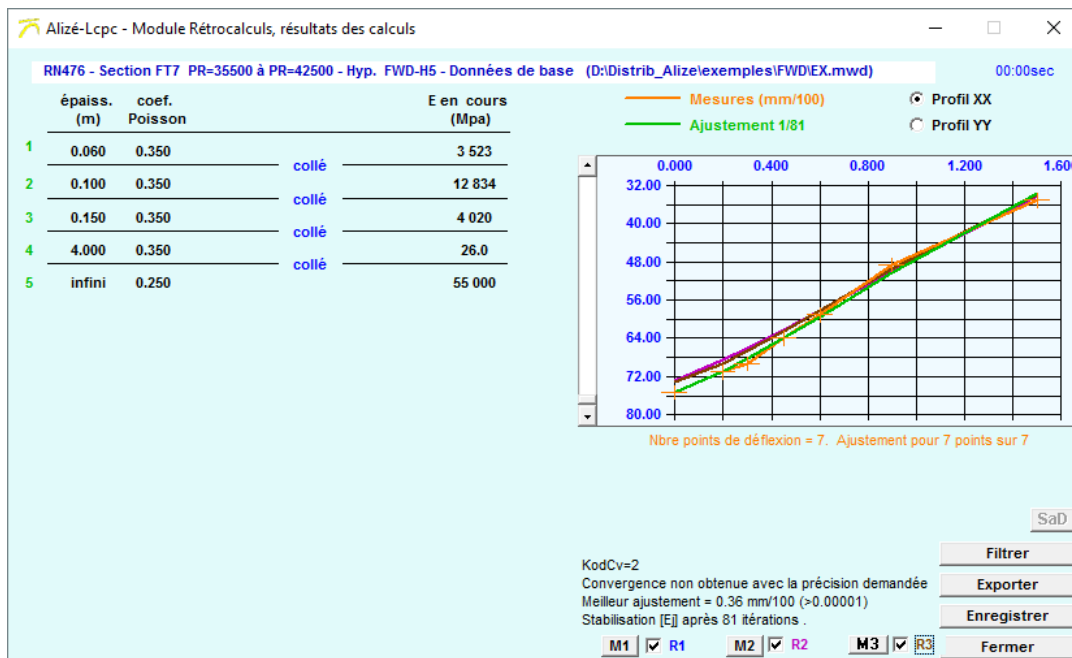 Alizé-Lcpc - Module Rétrocalculs, résultats des calculs
RN476 - Section FT7 PR=35500 à PR=42500 - Hyp. FWD-H5 - Données de base (D:\Distrib_Alize\exemples\FWD\EX.mwd) 00:00sec
épaiss. coef. E en cours
(m) Poisson (Mpa)
1 0.060 0.350 3 523
collé
2 0.100 0.350 12 834
collé
3 0.150 0.350 4 020
collé
4 4.000 0.350 26.0
collé
5 infini 0.250 55 000
Mesures (mm/100) Profil XX
Ajustement 1/81 Profil YY
0.000 0.400 0.800 1.200 1.600
32.00
40.00
48.00
56.00
64.00
72.00
80.00
Nbre points de déflexion = 7. Ajustement pour 7 points sur 7
SaD
Filtrer
Exporter
Enregistrer
Fermer
KodCv=2
Convergence non obtenue avec la précision demandée
Meilleur ajustement = 0.36 mm/100 (>0.00001)
Stabilisation [Ej] après 81 itérations .
M1 R1 M2 R2 M3 R3